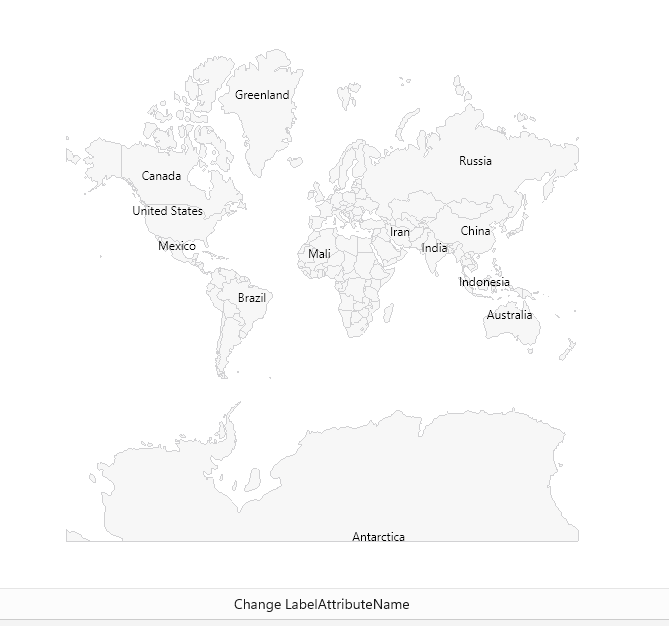 Greenland
Russia
Canada
United States
China
Iran
Mexico
India
Mali
Indonesia
Brazil
Australia
Antarctica
Change LabelAttributeName